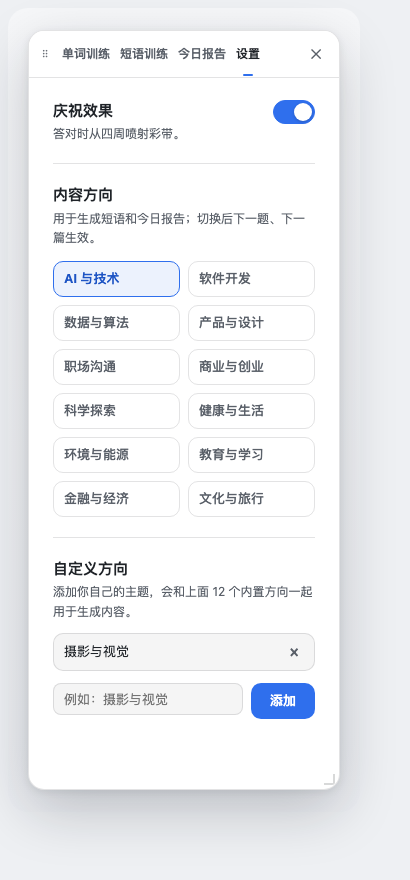 单词训练 短语训练 今日报告 设置
庆祝效果
答对时从四周喷射彩带。
内容方向
用于生成短语和今日报告；切换后下一题、下一
篇生效。
AI 与技术 软件开发
数据与算法 产品与设计
职场沟通 商业与创业
科学探索 健康与生活
环境与能源 教育与学习
金融与经济 文化与旅行
自定义方向
添加你自己的主题，会和上面 12 个内置方向一起
用于生成内容。
摄影与视觉
例如：摄影与视觉 添加